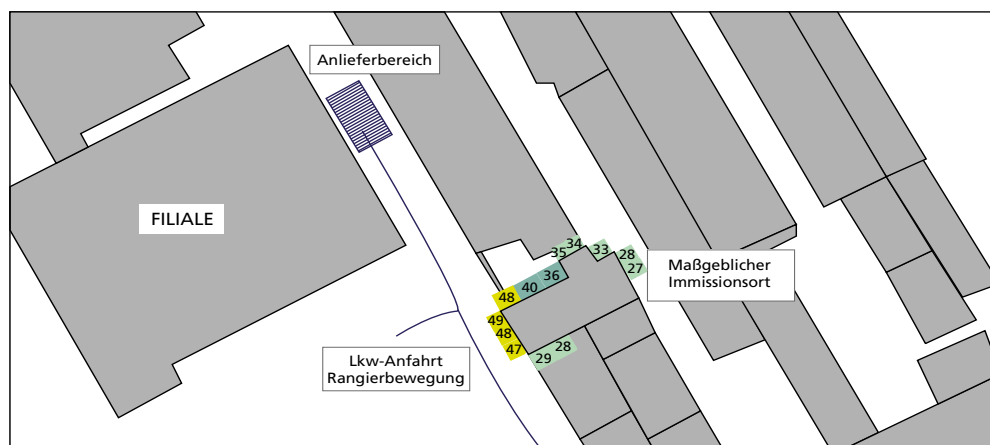 Anlieferbereich
FILIALE
34
35
33
28
27
36
40
48
Maßgeblicher
Immissionsort
49
48
47
28
29
Lkw-Anfahrt
Rangierbewegung